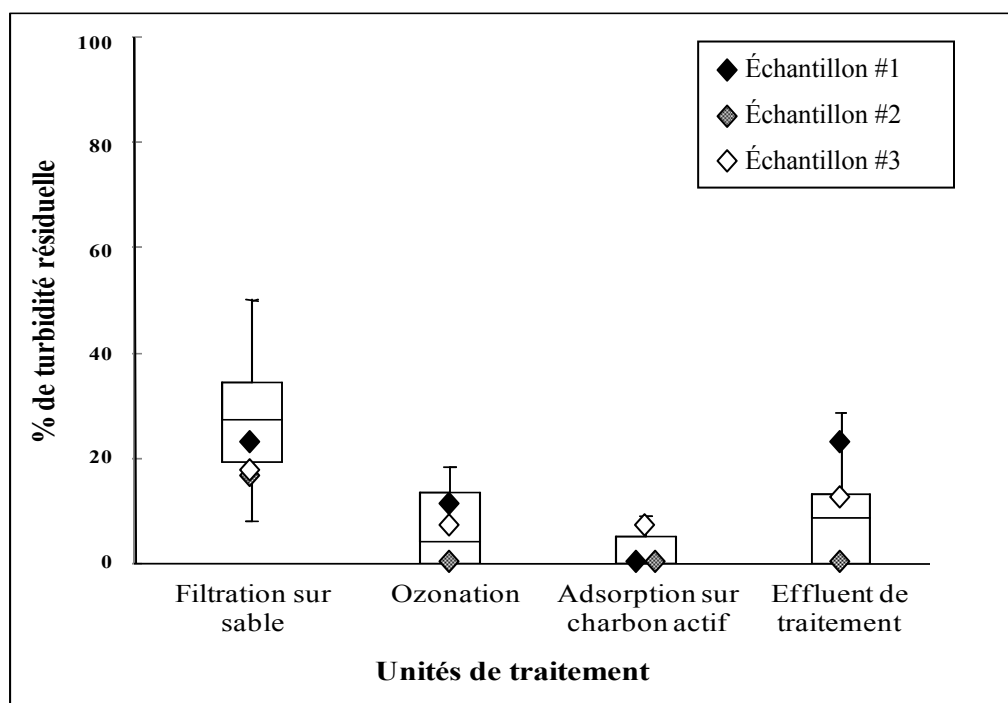 100
80
60
40
20
0
% de turbidité résiduelle
Échantillon #1
Échantillon #2
Échantillon #3
Filtration sur
sable
Ozonation
Adsorption sur
charbon actif
Effluent de
traitement
Unités de traitement